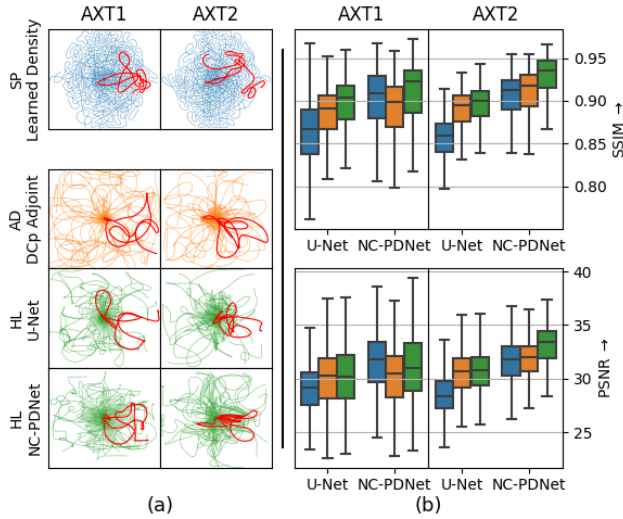 AXT1 AXT2
SP
Learned Density
AD
DCp Adjoint
HL
U-Net
HL
NC-PDNet
(a)
AXT1 AXT2
0.95
0.90
0.85
0.80
SSIM →
U-Net NC-PDNet U-Net NC-PDNet
40
35
30
25
PSNR →
U-Net NC-PDNet U-Net NC-PDNet
(b)